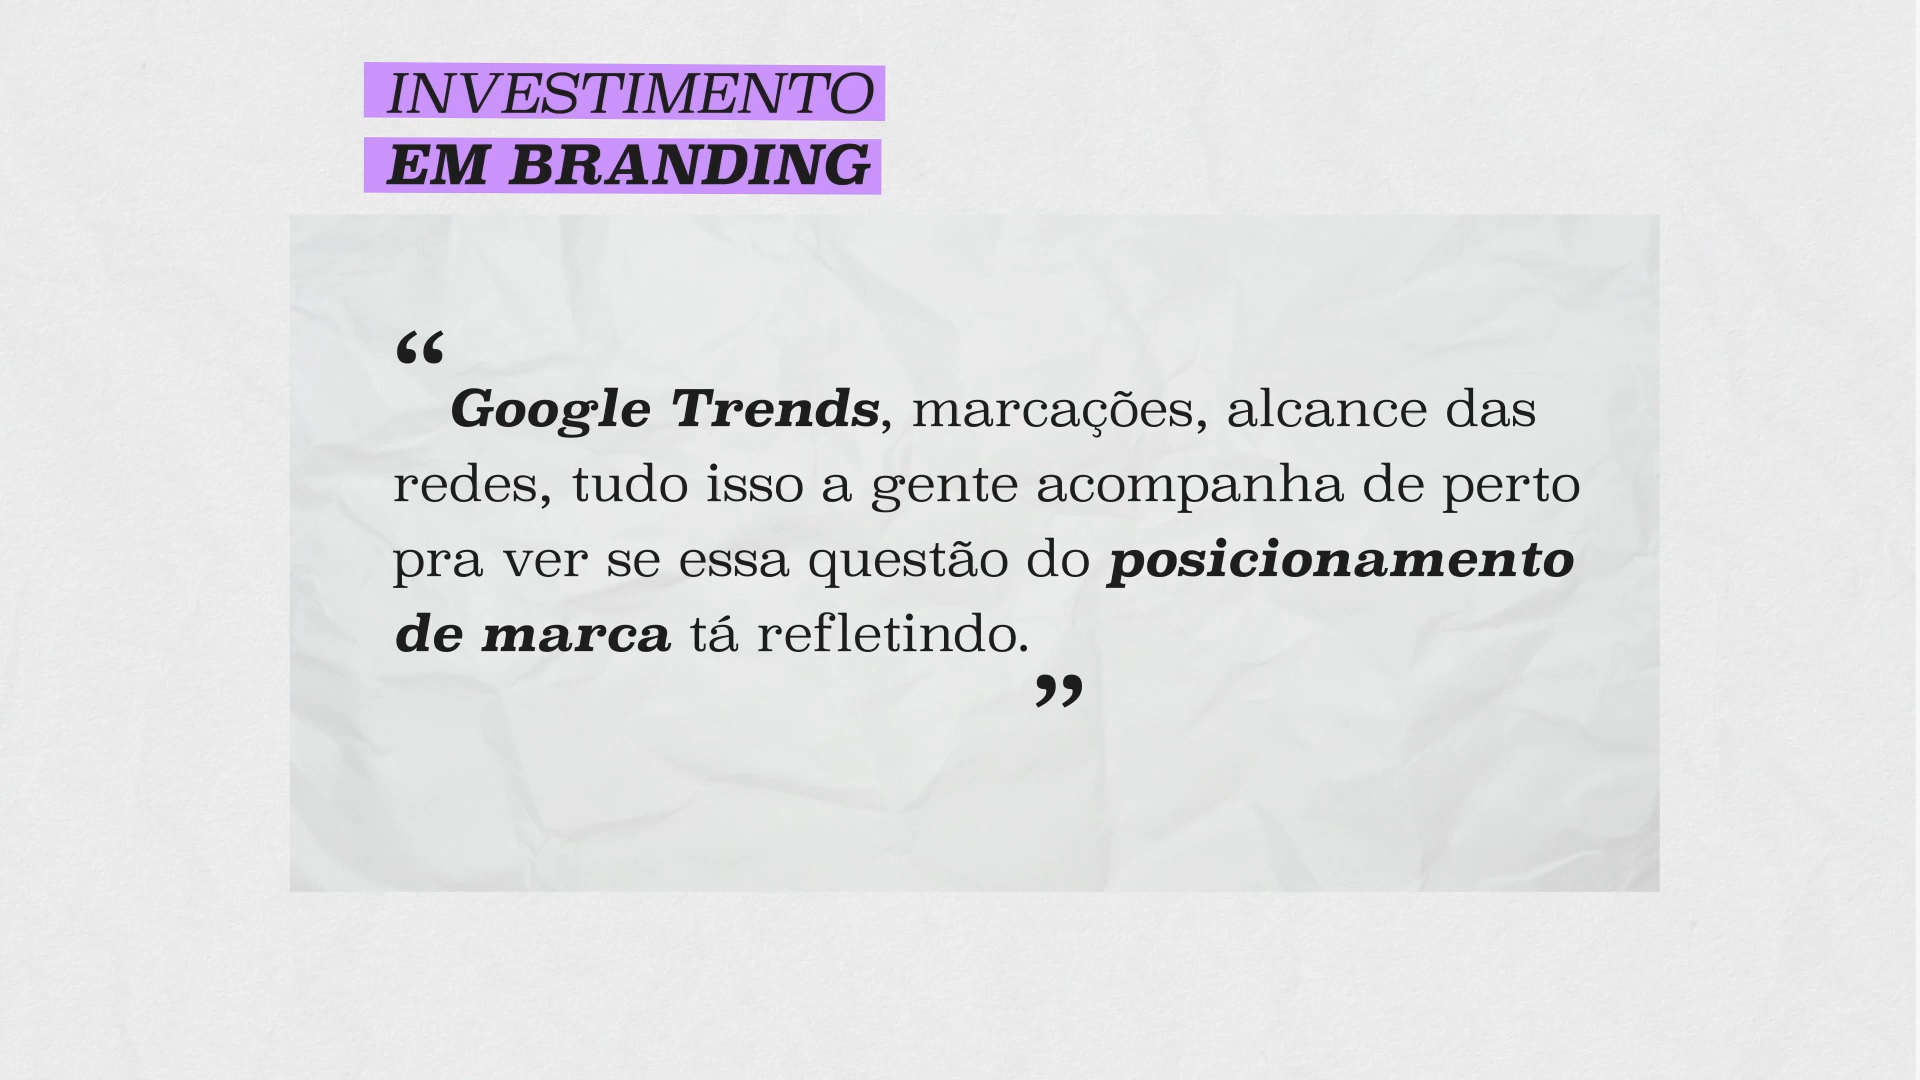 INVESTIMENTO
EM BRANDING
“
Google Trends, marcações, alcance das
redes, tudo isso a gente acompanha de perto
pra ver se essa questão do posicionamento
de marca tá refletindo.
”